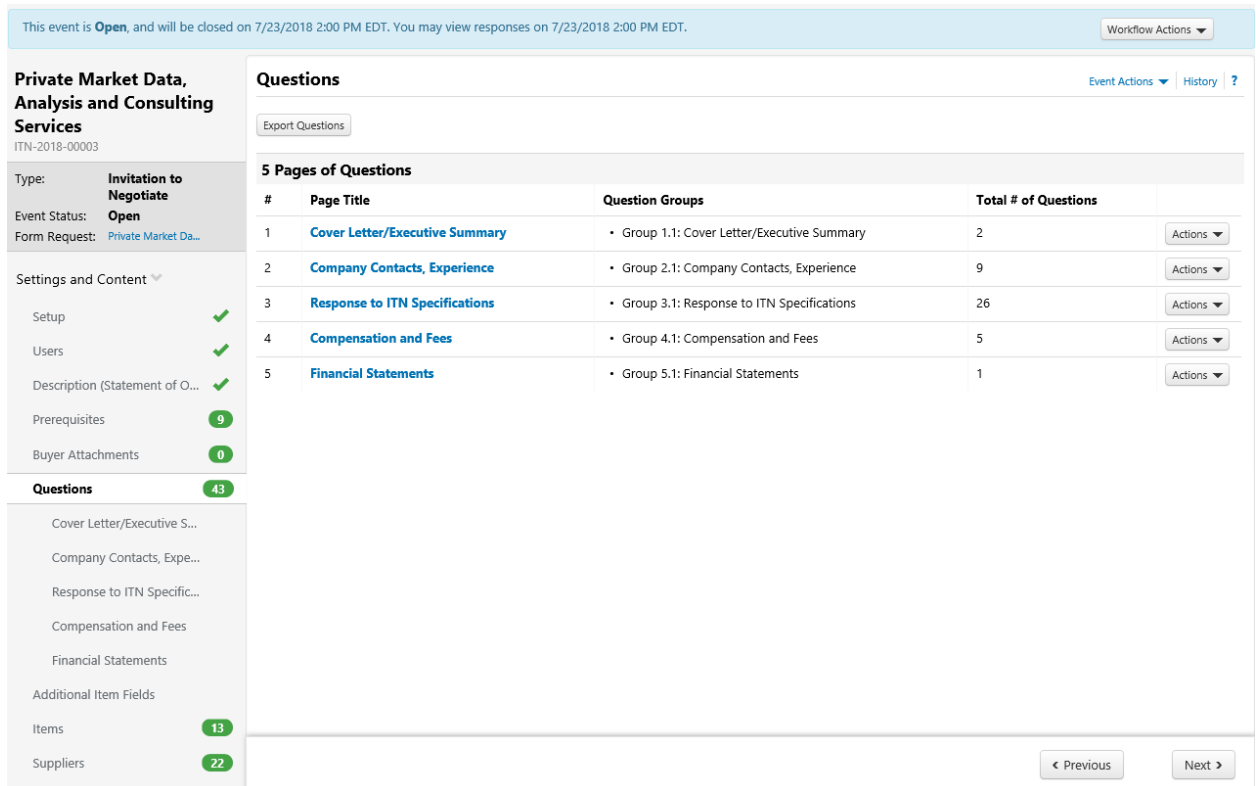 This event is Open, and will be closed on 7/23/2018 2:00 PM EDT. You may view responses on 7/23/2018 2:00 PM EDT.
Workflow Actions
Private Market Data,
Analysis and Consulting
Services
ITN-2018-00003
Type: Invitation to
Negotiate
Event Status: Open
Form Request: Private Market Da...
Settings and Content
Setup
Users
Description (Statement of O...
Prerequisites 9
Buyer Attachments 0
Questions 43
Cover Letter/Executive S...
Company Contacts, Expe...
Response to ITN Specific...
Compensation and Fees
Financial Statements
Additional Item Fields
Items 13
Suppliers 22
Questions
Event Actions History ?
Export Questions
5 Pages of Questions
# Page Title Question Groups Total # of Questions
1 Cover Letter/Executive Summary • Group 1.1: Cover Letter/Executive Summary 2 Actions
2 Company Contacts, Experience • Group 2.1: Company Contacts, Experience 9 Actions
3 Response to ITN Specifications • Group 3.1: Response to ITN Specifications 26 Actions
4 Compensation and Fees • Group 4.1: Compensation and Fees 5 Actions
5 Financial Statements • Group 5.1: Financial Statements 1 Actions
‹ Previous Next ›